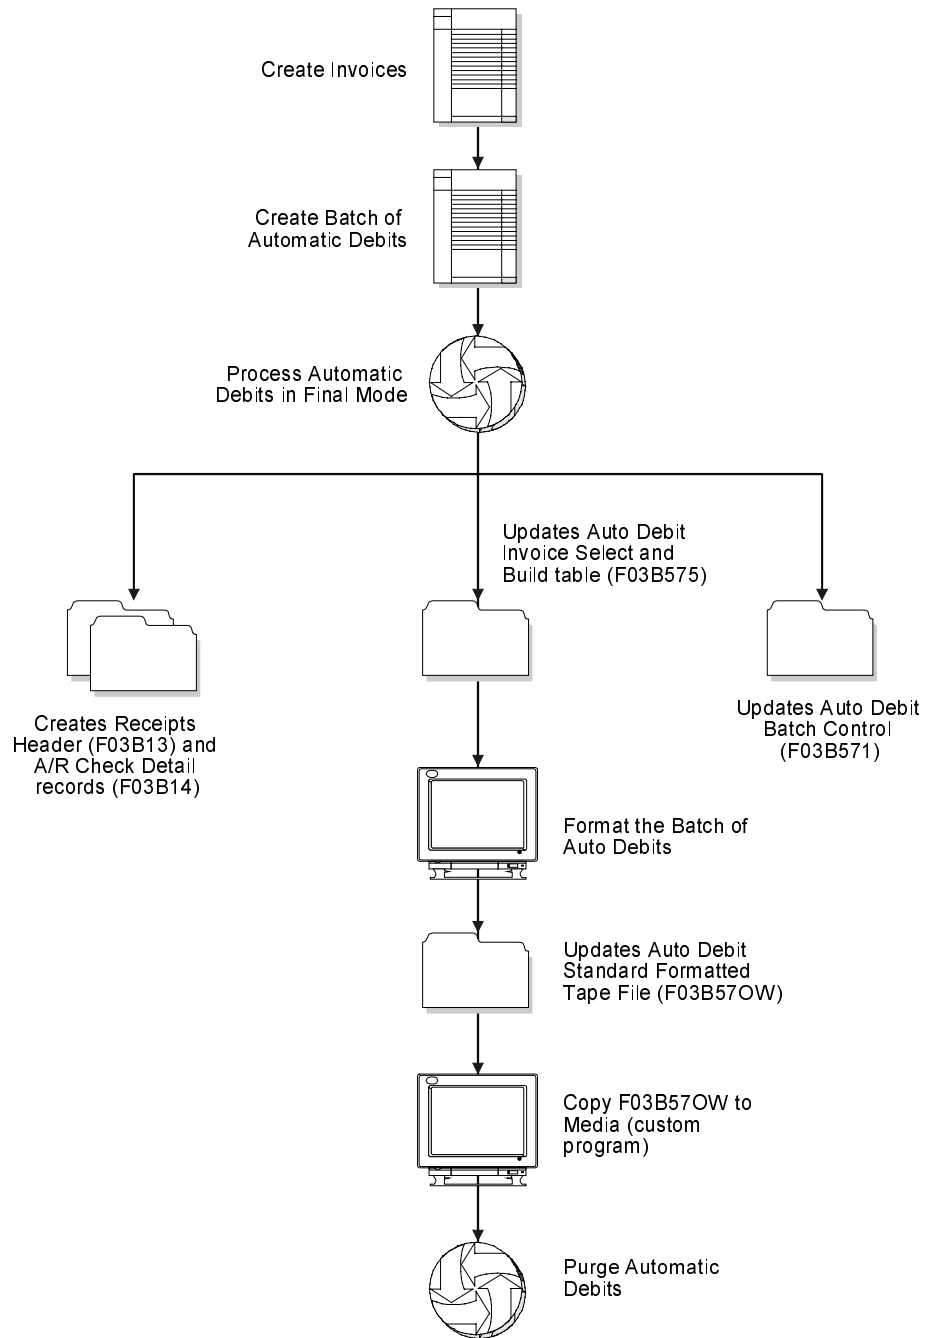 Create Invoices
Create Batch of
Automatic Debits
Process Automatic
Debits in Final Mode
Updates Auto Debit
Invoice Select and
Build table (F03B575)
Creates Receipts
Header (F03B13) and
A/R Check Detail
records (F03B14)
Updates Auto Debit
Batch Control
(F03B571)
Format the Batch of
Auto Debits
Updates Auto Debit
Standard Formatted
Tape File (F03B57OW)
Copy F03B57OW to
Media (custom
program)
Purge Automatic
Debits